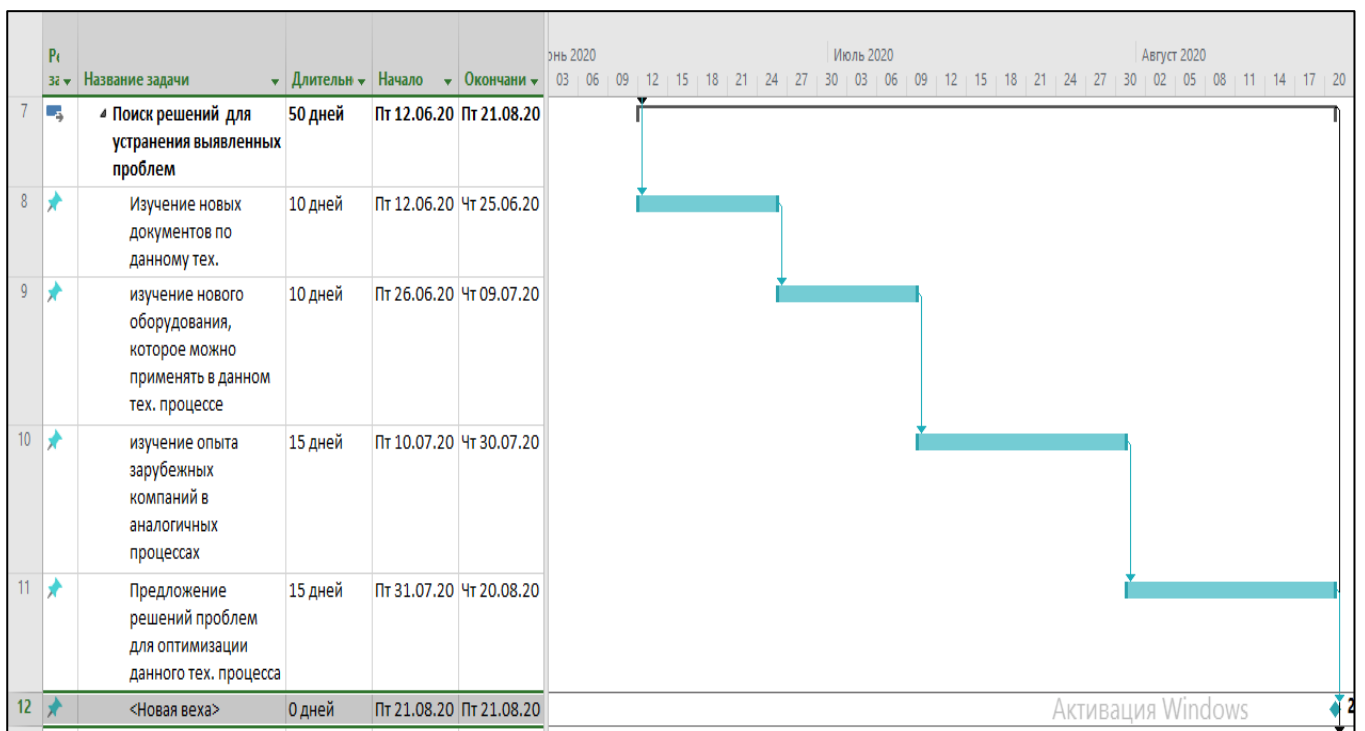 онь 2020 Июль 2020 Август 2020
Ре
за Название задачи Длительн Начало Окончани 03 06 09 12 15 18 21 24 27 30 03 06 09 12 15 18 21 24 27 30 02 05 08 11 14 17 20
7 Поиск решений для 50 дней Пт 12.06.20 Пт 21.08.20
устранения выявленных
проблем
8 Изучение новых 10 дней Пт 12.06.20 Чт 25.06.20
документов по
данному тех.
9 изучение нового 10 дней Пт 26.06.20 Чт 09.07.20
оборудования,
которое можно
применять в данном
тех. процессе
10 изучение опыта 15 дней Пт 10.07.20 Чт 30.07.20
зарубежных
компаний в
аналогичных
процессах
11 Предложение 15 дней Пт 31.07.20 Чт 20.08.20
решений проблем
для оптимизации
данного тех. процесса
12 <Новая веха> 0 дней Пт 21.08.20 Пт 21.08.20 Активация Windows 2